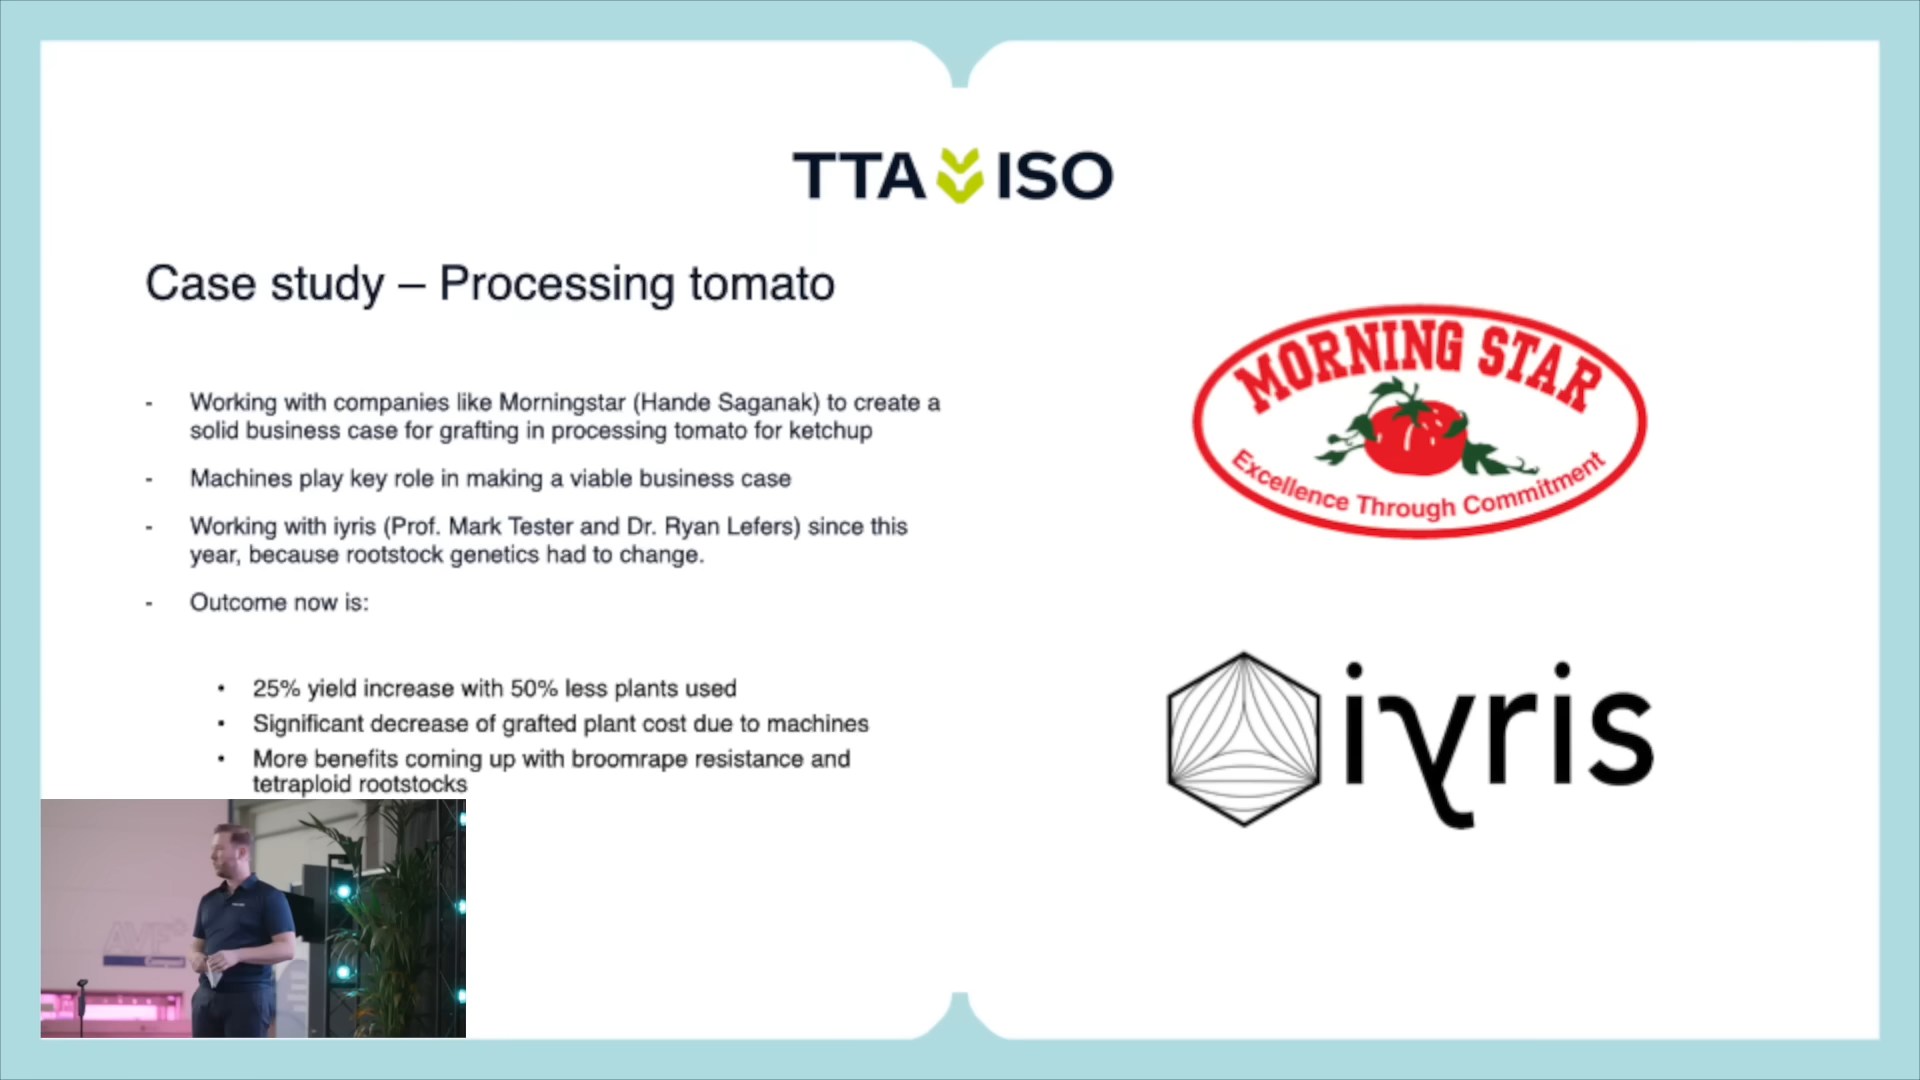 TTA ISO
Case study – Processing tomato
- Working with companies like Morningstar (Hande Saganak) to create a
solid business case for grafting in processing tomato for ketchup
- Machines play key role in making a viable business case
- Working with iyris (Prof. Mark Tester and Dr. Ryan Lefers) since this
year, because rootstock genetics had to change.
- Outcome now is:
• 25% yield increase with 50% less plants used
• Significant decrease of grafted plant cost due to machines
• More benefits coming up with broomrape resistance and
tetraploid rootstocks
MORNING STAR
Excellence Through Commitment
iyris
AVF